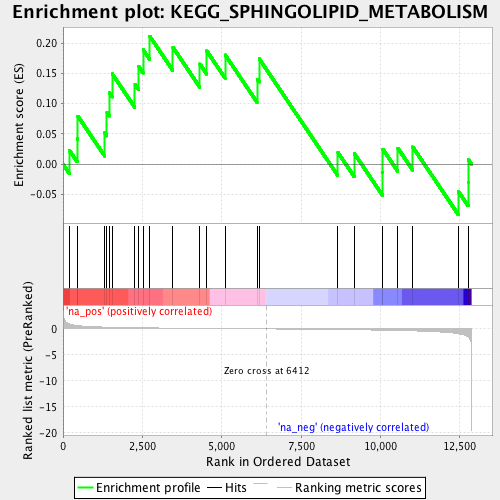 Enrichment plot: KEGG_SPHINGOLIPID_METABOLISM
Enrichment score (ES)
0.20
0.15
0.10
0.05
0.00
-0.05
'na_pos' (positively correlated)
Ranked list metric (PreRanked)
0
-5
-10
-15
-20
Zero cross at 6412
'na_neg' (negatively correlated)
0
2,500
5,000
7,500
10,000
12,500
Rank in Ordered Dataset
Enrichment profile
Hits
Ranking metric scores